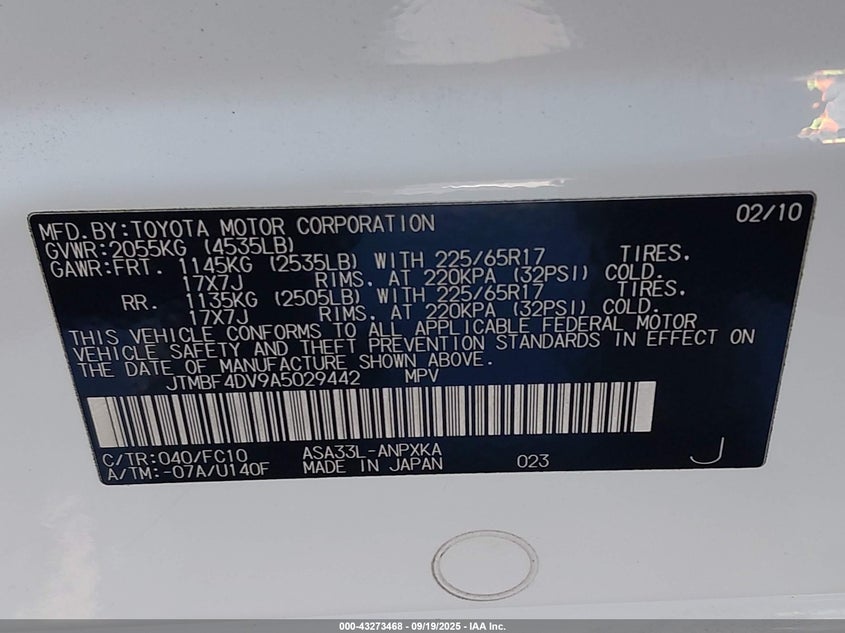 MFD.BY:TOYOTA MOTOR CORPORATION 02/10
GVWR:2055KG (4535LB)
GAWR:FRT. 1145KG (2535LB) WITH 225/65R17 TIRES.
17X7J RIMS. AT 220KPA (32PSI) COLD.
RR. 1135KG (2505LB) WITH 225/65R17 TIRES.
17X7J RIMS. AT 220KPA (32PSI) COLD.
THIS VEHICLE CONFORMS TO ALL APPLICABLE FEDERAL MOTOR
VEHICLE SAFETY AND THEFT PREVENTION STANDARDS IN EFFECT ON
THE DATE OF MANUFACTURE SHOWN ABOVE.
JTMBF4DV9A5029442 MPV
C/TR:040/FC10 ASA33L-ANPXKA
A/TM:-07A/U140F MADE IN JAPAN 023 J
000-43273468 - 09/19/2025 - IAA Inc.